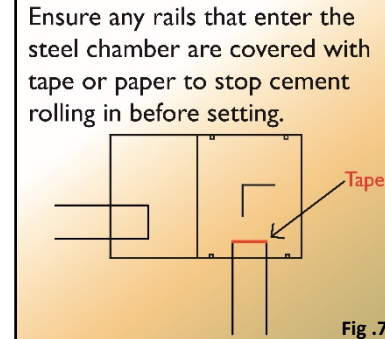 Ensure any rails that enter the
steel chamber are covered with
tape or paper to stop cement
rolling in before setting.
Tape
Fig .7